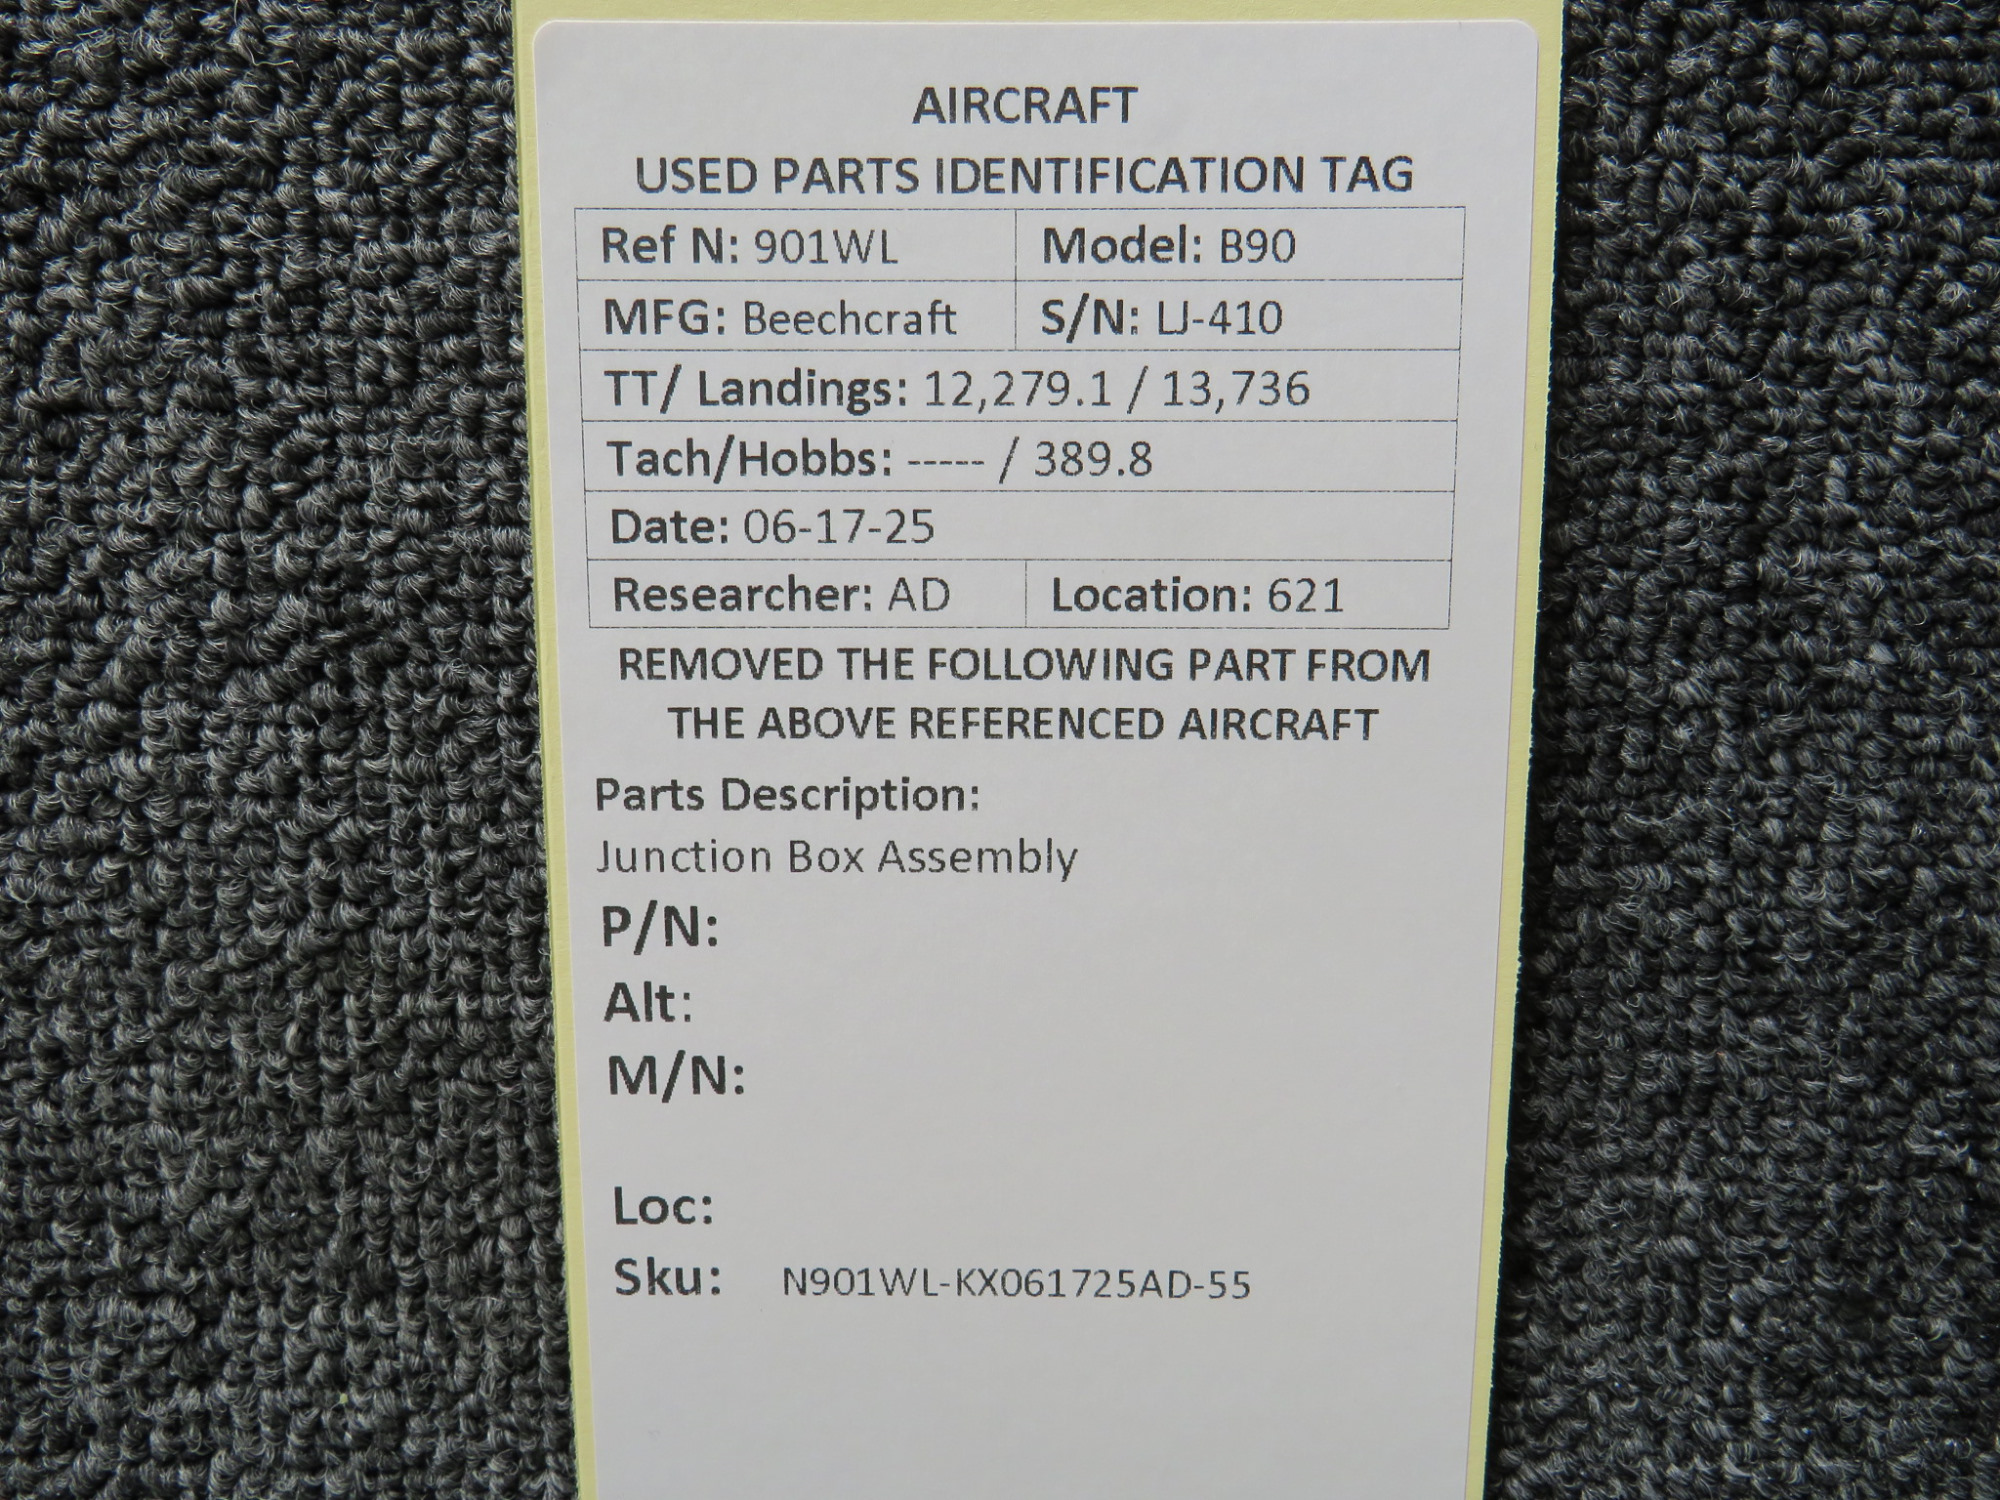 AIRCRAFT
USED PARTS IDENTIFICATION TAG
Ref N: 901WL Model: B90
MFG: Beechcraft S/N: LJ-410
TT/ Landings: 12,279.1 / 13,736
Tach/Hobbs: ----- / 389.8
Date: 06-17-25
Researcher: AD Location: 621
REMOVED THE FOLLOWING PART FROM
THE ABOVE REFERENCED AIRCRAFT
Parts Description:
Junction Box Assembly
P/N:
Alt:
M/N:
Loc:
Sku: N901WL-KX061725AD-55